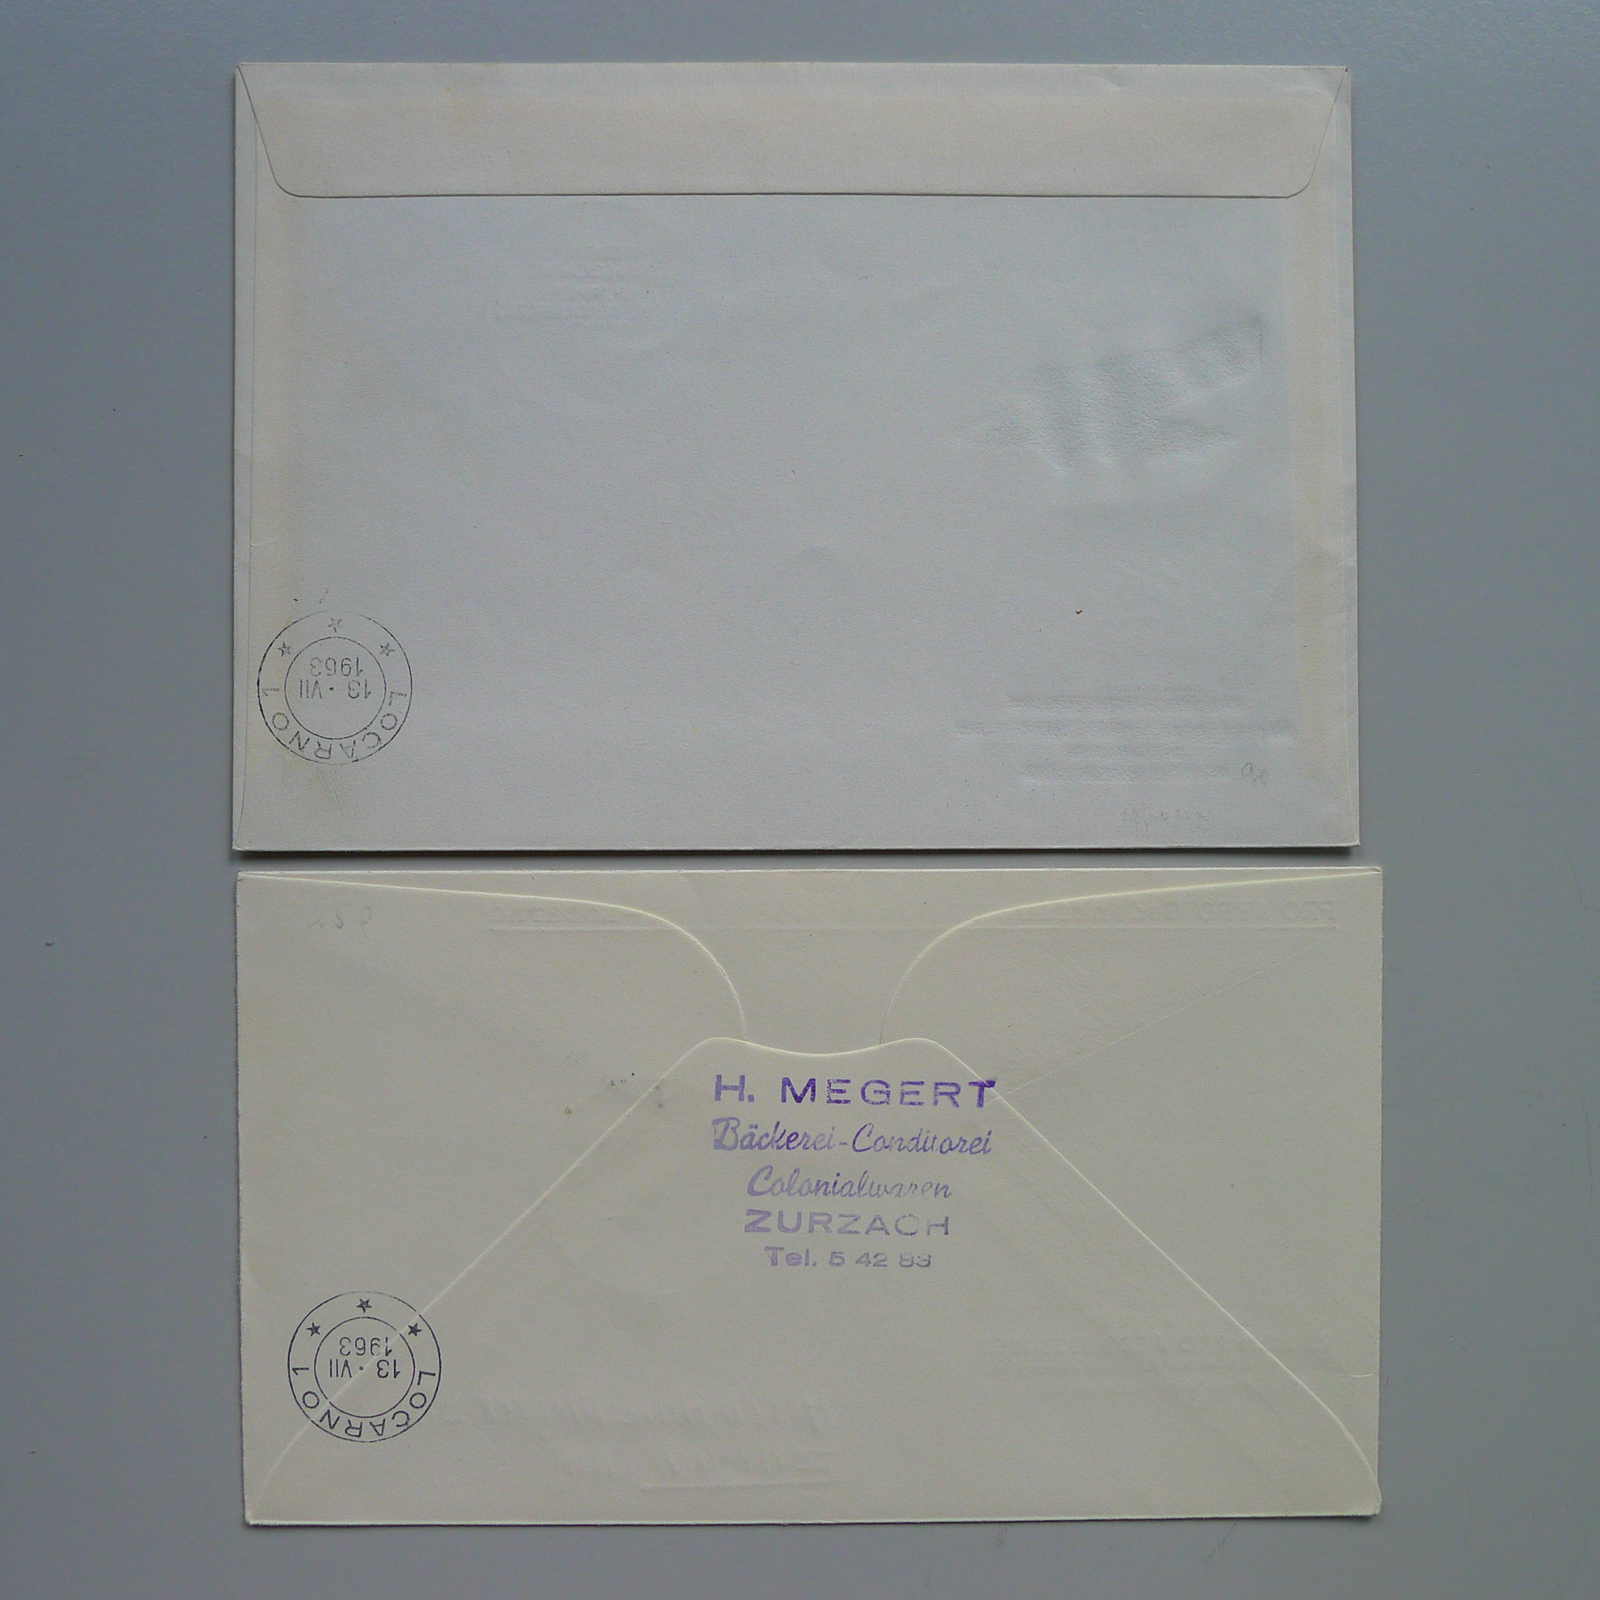 13·VII
1963
LOCARNO 1
H. MEGERT
Bäckerei-Conditorei
Colonialwaren
ZURZACH
Tel. 5 42 83
13·VII
1963
LOCARNO 1